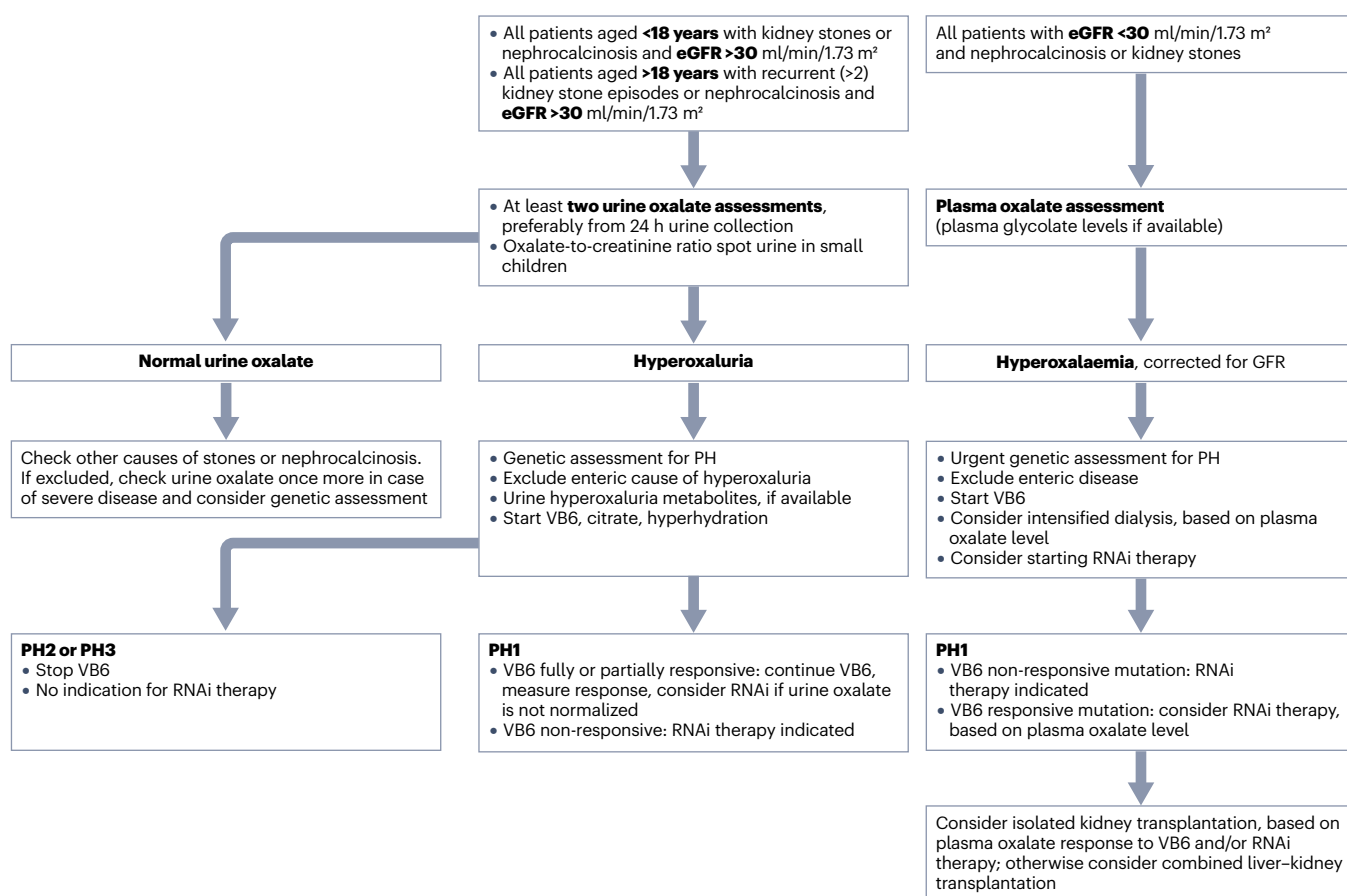 • All patients aged <18 years with kidney stones or
nephrocalcinosis and eGFR >30 ml/min/1.73 m²
• All patients aged >18 years with recurrent (>2)
kidney stone episodes or nephrocalcinosis and
eGFR >30 ml/min/1.73 m²
All patients with eGFR <30 ml/min/1.73 m²
and nephrocalcinosis or kidney stones
• At least two urine oxalate assessments,
preferably from 24 h urine collection
• Oxalate-to-creatinine ratio spot urine in small
children
Plasma oxalate assessment
(plasma glycolate levels if available)
Normal urine oxalate
Hyperoxaluria
Hyperoxalaemia, corrected for GFR
Check other causes of stones or nephrocalcinosis.
If excluded, check urine oxalate once more in case
of severe disease and consider genetic assessment
• Genetic assessment for PH
• Exclude enteric cause of hyperoxaluria
• Urine hyperoxaluria metabolites, if available
• Start VB6, citrate, hyperhydration
• Urgent genetic assessment for PH
• Exclude enteric disease
• Start VB6
• Consider intensified dialysis, based on plasma
oxalate level
• Consider starting RNAi therapy
PH2 or PH3
• Stop VB6
• No indication for RNAi therapy
PH1
• VB6 fully or partially responsive: continue VB6,
measure response, consider RNAi if urine oxalate
is not normalized
• VB6 non-responsive: RNAi therapy indicated
PH1
• VB6 non-responsive mutation: RNAi
therapy indicated
• VB6 responsive mutation: consider RNAi therapy,
based on plasma oxalate level
Consider isolated kidney transplantation, based on
plasma oxalate response to VB6 and/or RNAi
therapy; otherwise consider combined liver–kidney
transplantation